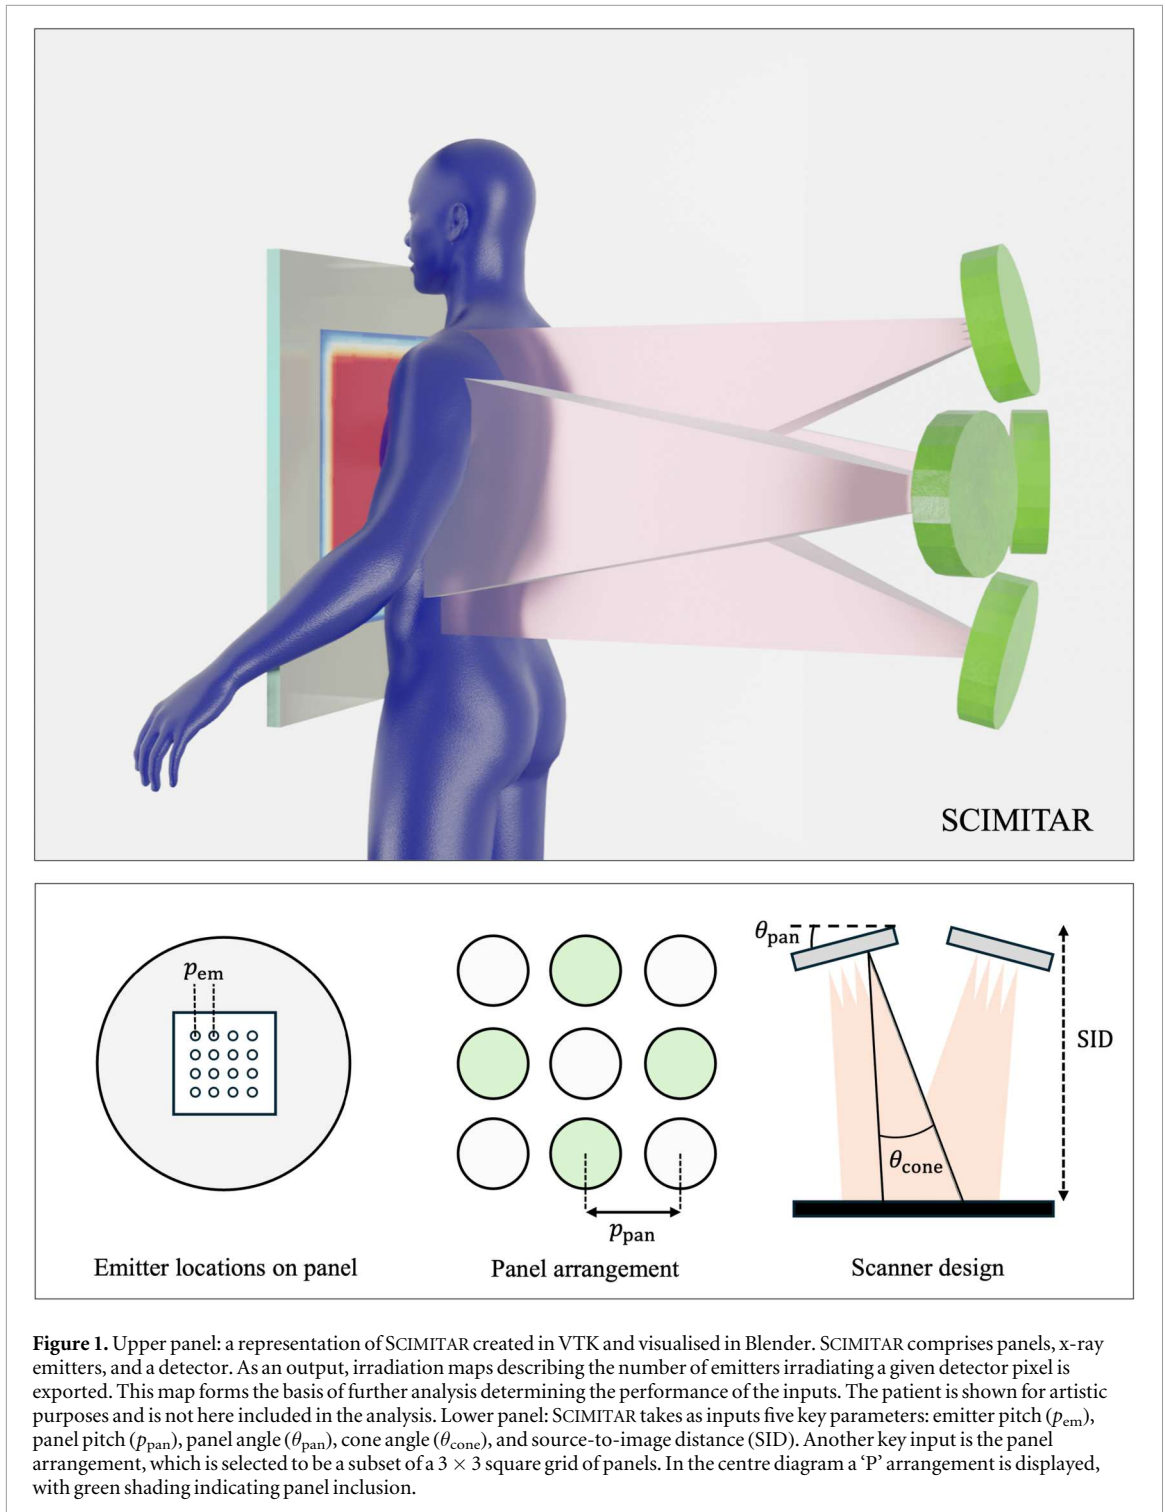 SCIMITAR
p_em
Emitter locations on panel
p_pan
Panel arrangement
θ_pan
SID
θ_cone
Scanner design
Figure 1. Upper panel: a representation of SCIMITAR created in VTK and visualised in Blender. SCIMITAR comprises panels, x-ray
emitters, and a detector. As an output, irradiation maps describing the number of emitters irradiating a given detector pixel is
exported. This map forms the basis of further analysis determining the performance of the inputs. The patient is shown for artistic
purposes and is not here included in the analysis. Lower panel: SCIMITAR takes as inputs five key parameters: emitter pitch (p_em),
panel pitch (p_pan), panel angle (θ_pan), cone angle (θ_cone), and source-to-image distance (SID). Another key input is the panel
arrangement, which is selected to be a subset of a 3 × 3 square grid of panels. In the centre diagram a ‘P’ arrangement is displayed,
with green shading indicating panel inclusion.